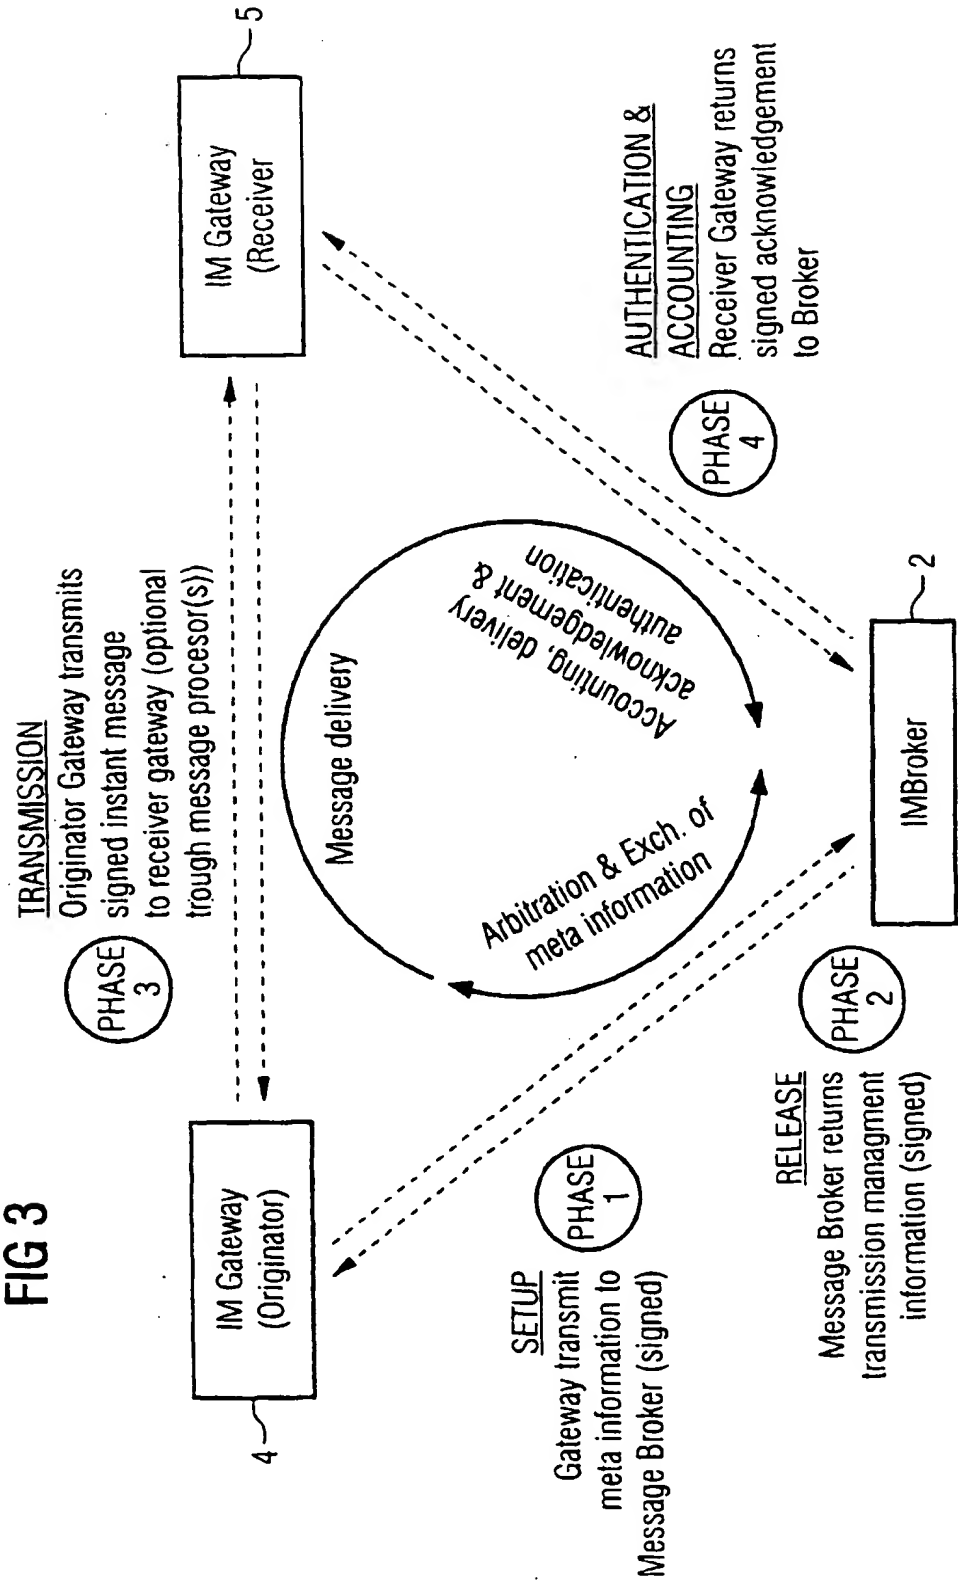 FIG 3
TRANSMISSION
Originator Gateway transmits
signed instant message
to receiver gateway (optional
trough message procesor(s))
PHASE
3
4
IM Gateway
(Originator)
5
IM Gateway
(Receiver)
Message delivery
Accounting, delivery
acknowledgement &
authentication
Arbitration & Exch. of
meta information
SETUP
Gateway transmit
meta information to
Message Broker (signed)
PHASE
1
AUTHENTICATION &
ACCOUNTING
Receiver Gateway returns
signed acknowledgement
to Broker
PHASE
4
RELEASE
Message Broker returns
transmission managment
information (signed)
PHASE
2
IMBroker
2